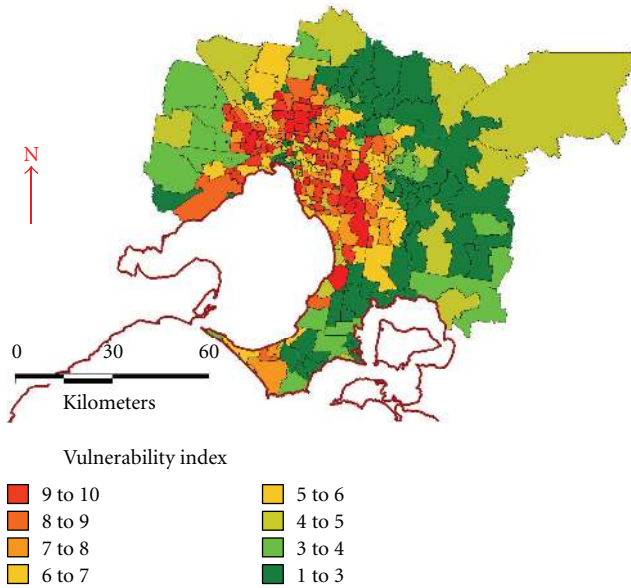 N
0 30 60
Kilometers
Vulnerability index
9 to 10
8 to 9
7 to 8
6 to 7
5 to 6
4 to 5
3 to 4
1 to 3